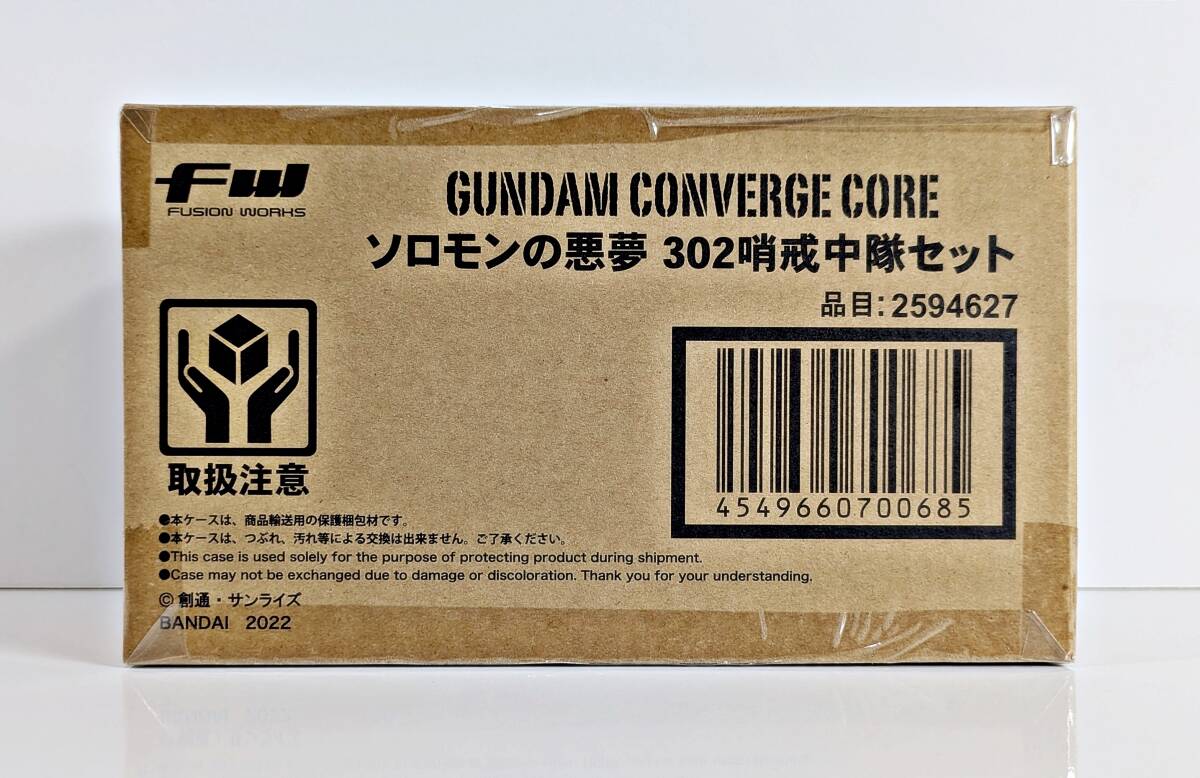 FW
FUSION WORKS
GUNDAM CONVERGE CORE
ソロモンの悪夢 302哨戒中隊セット
品目:2594627
4549660700685
取扱注意
●本ケースは、商品輸送用の保護梱包材です。
●本ケースは、つぶれ、汚れ等による交換は出来ません。ご了承ください。
●This case is used solely for the purpose of protecting product during shipment.
●Case may not be exchanged due to damage or discoloration. Thank you for your understanding.
© 創通・サンライズ
BANDAI 2022